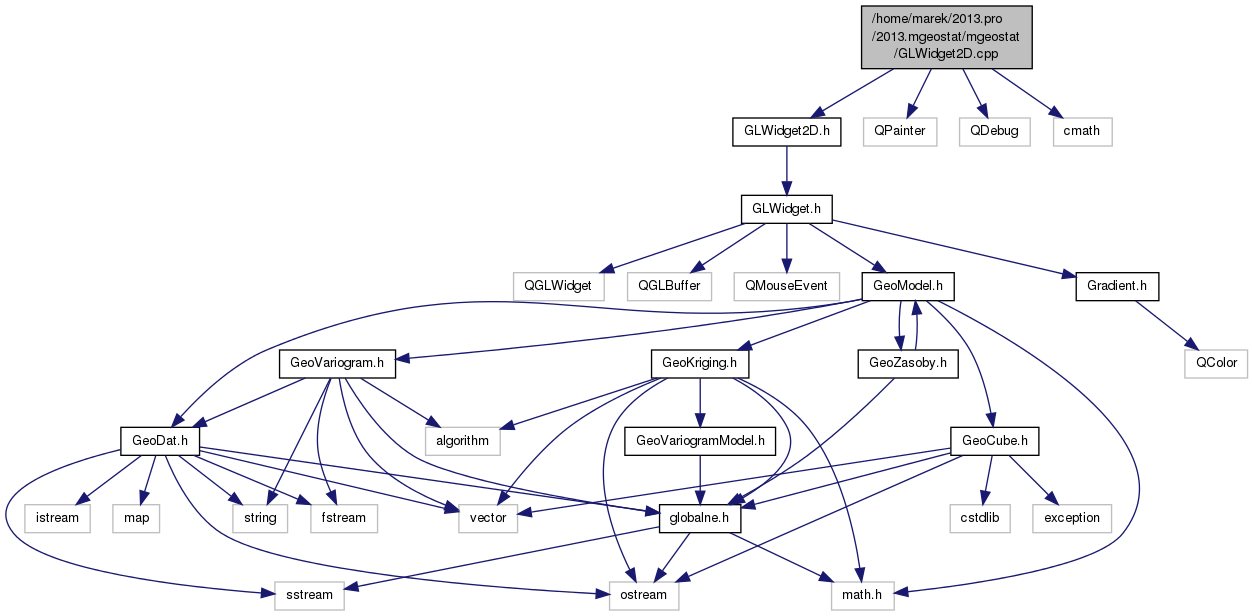 /home/marek/2013.pro
/2013.mgeostat/mgeostat
/GLWidget2D.cpp
GLWidget2D.h
QPainter
QDebug
cmath
GLWidget.h
QGLWidget
QGLBuffer
QMouseEvent
GeoModel.h
Gradient.h
GeoVariogram.h
GeoKriging.h
GeoZasoby.h
QColor
GeoDat.h
algorithm
GeoVariogramModel.h
GeoCube.h
istream
map
string
fstream
vector
globalne.h
cstdlib
exception
sstream
ostream
math.h